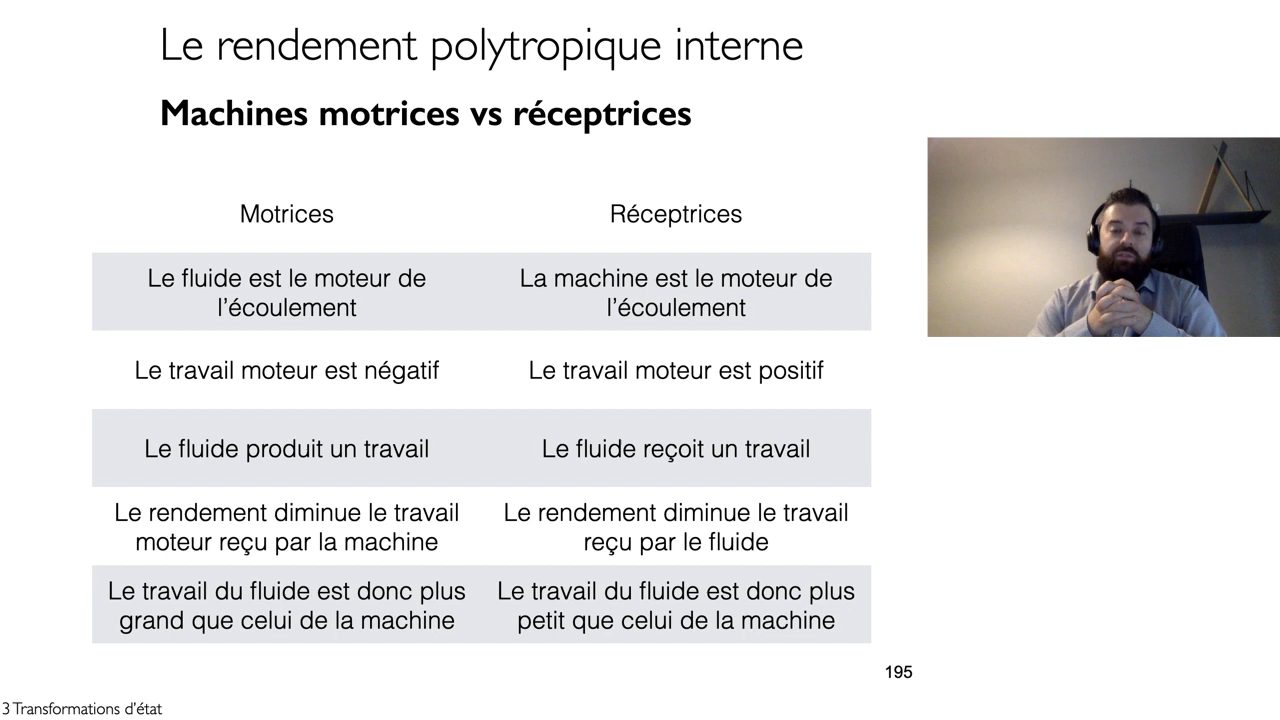 Le rendement polytropique interne
Machines motrices vs réceptrices
Motrices
Réceptrices
Le fluide est le moteur de
l’écoulement
La machine est le moteur de
l’écoulement
Le travail moteur est négatif
Le travail moteur est positif
Le fluide produit un travail
Le fluide reçoit un travail
Le rendement diminue le travail
moteur reçu par la machine
Le rendement diminue le travail
reçu par le fluide
Le travail du fluide est donc plus
grand que celui de la machine
Le travail du fluide est donc plus
petit que celui de la machine
195
3 Transformations d’état